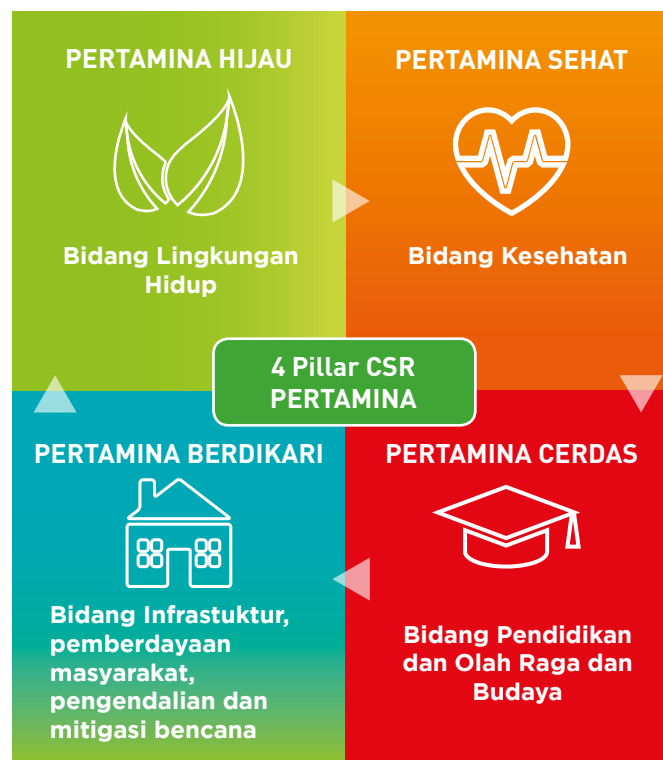 PERTAMINA HIJAU
Bidang Lingkungan
Hidup
PERTAMINA SEHAT
Bidang Kesehatan
4 Pillar CSR
PERTAMINA
PERTAMINA BERDIKARI
Bidang Infrastuktur,
pemberdayaan
masyarakat,
pengendalian dan
mitigasi bencana
PERTAMINA CERDAS
Bidang Pendidikan
dan Olah Raga dan
Budaya